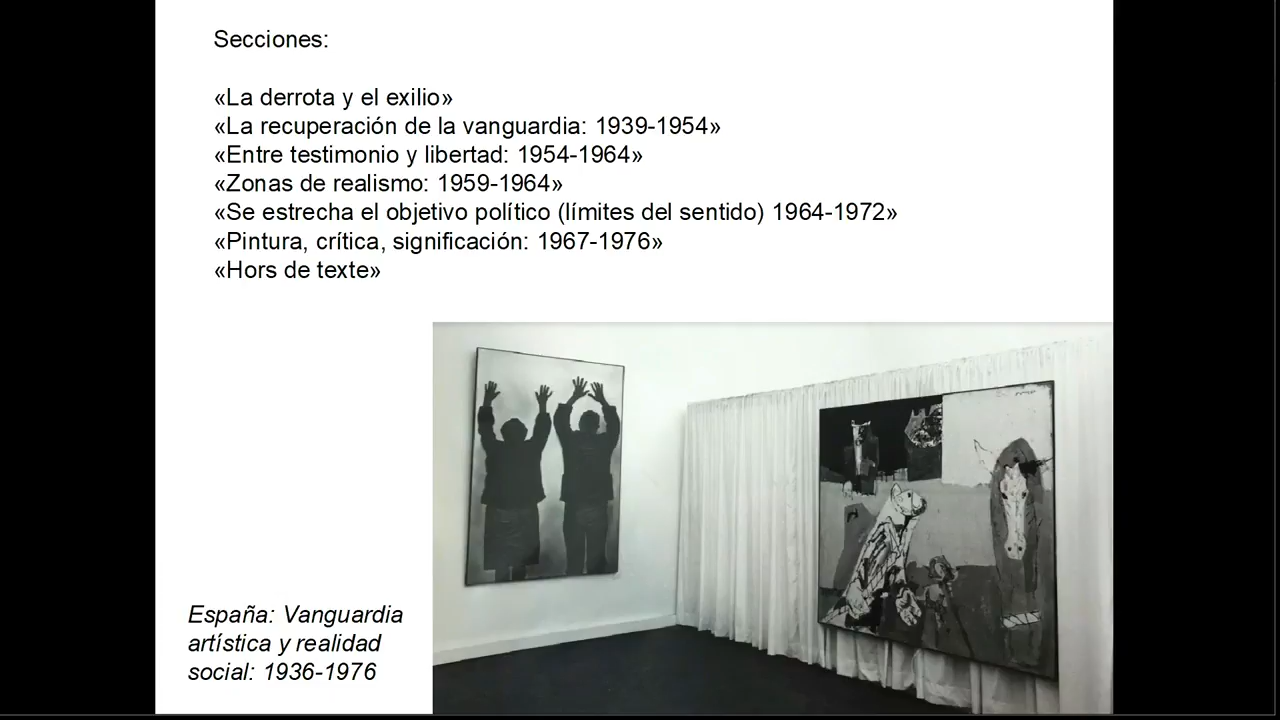 Secciones:
«La derrota y el exilio»
«La recuperación de la vanguardia: 1939-1954»
«Entre testimonio y libertad: 1954-1964»
«Zonas de realismo: 1959-1964»
«Se estrecha el objetivo político (límites del sentido) 1964-1972»
«Pintura, crítica, significación: 1967-1976»
«Hors de texte»
España: Vanguardia
artística y realidad
social: 1936-1976